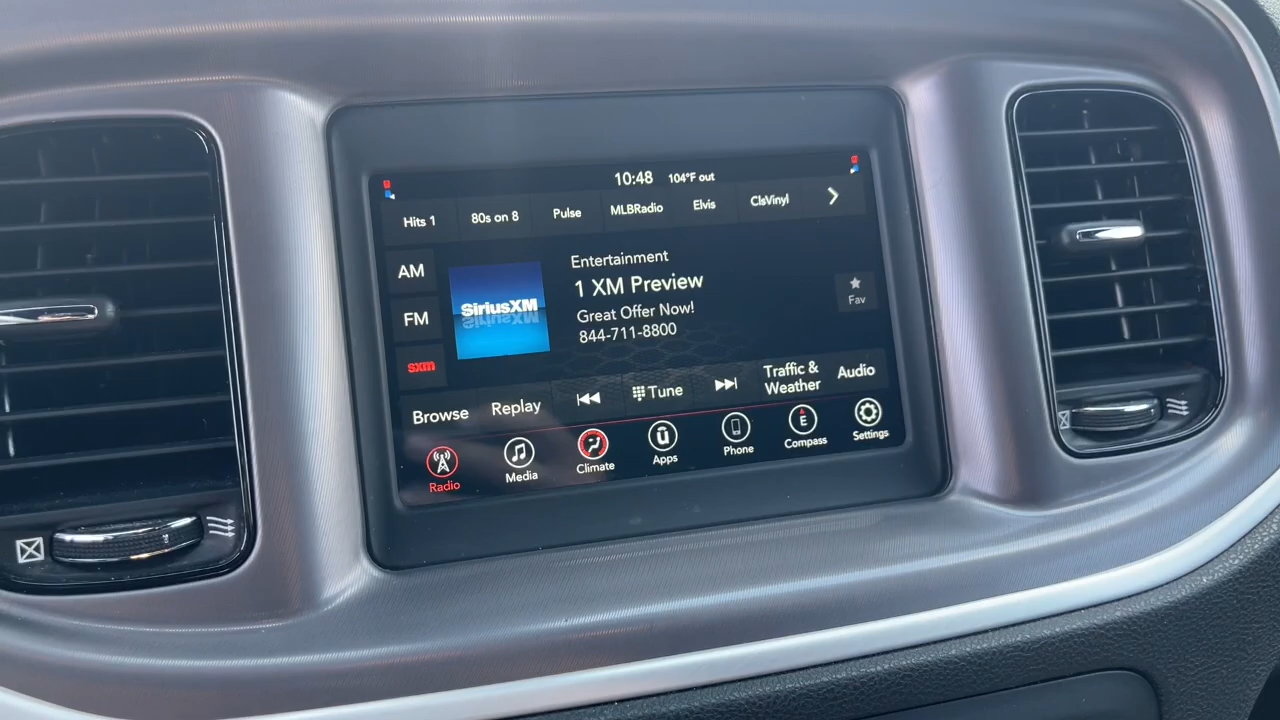 10:48 104°F out
Hits 1 80s on 8 Pulse MLBRadio Elvis ClsVinyl
AM
FM
sxm
SiriusXM
Entertainment
1 XM Preview
Great Offer Now!
844-711-8800
Fav
Browse Replay Tune Traffic & Weather Audio
Radio Media Climate Apps Phone E Compass Settings